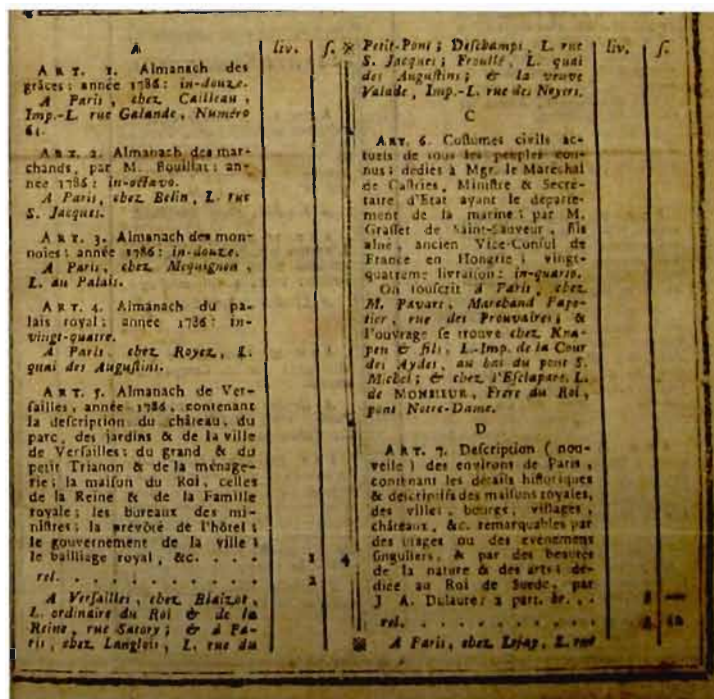 A
liv.
s.
ART. 1. Almanach des
grâces; année 1786: in-douze.
A Paris, chez Cailleau,
Imp.-L. rue Galande, Numéro
64.
ART. 2. Almanach des mar-
chands, par M. Bouillat; an-
née 1786: in-octavo.
A Paris, chez Belin, L. rue
S. Jacques.
ART. 3. Almanach des mon-
noies; année 1786: in-douze.
A Paris, chez Mequignon,
L. au Palais.
ART. 4. Almanach du pa-
lais royal; année 1786: in-
vingt-quatre.
A Paris, chez Royez, L.
quai des Augustins.
ART. 5. Almanach de Ver-
sailles, année 1786, contenant
la description du château, du
parc, des jardins & de la ville
de Versailles; du grand & du
petit Trianon & de la ménage-
rie; la maison du Roi, celles
de la Reine & de la Famille
royale; les bureaux des mi-
nistres; la prévôté de l'hôtel;
le gouvernement de la ville;
le bailliage royal, &c. . . . 1 4
rel. . . . . . . . . . . 2
A Versailles, chez Blaizot,
L. ordinaire du Roi & de la
Reine, rue Satory; & à Pa-
ris, chez Langlois, L. rue du
liv.
s.
Petit-Pont; Deschamps, L. rue
S. Jacques; Froullé, L. quai
des Augustins; & la veuve
Valade, Imp.-L. rue des Noyers.
C
ART. 6. Costumes civils ac-
tuels de tous les peuples con-
nus; dédiés à Mgr. le Maréchal
de Castries, Ministre & Secré-
taire d'Etat ayant le départe-
ment de la marine; par M.
Grasset de Saint-Sauveur, fils
aîné, ancien Vice-Consul de
France en Hongrie; vingt-
quatrieme livraison: in-quarto.
On souscrit à Paris, chez
M. Pavart, Marchand Pape-
tier, rue des Prouvaires; &
l'ouvrage se trouve chez Kna-
pen & fils, L.-Imp. de la Cour
des Aydes, au bas du pont S.
Michel; & chez l'Esclapart, L.
de MONSIEUR, Frere du Roi,
pont Notre-Dame.
D
ART. 7. Description (nou-
velle) des environs de Paris,
contenant les détails historiques
& descriptifs des maisons royales,
des villes, bourgs, villages,
châteaux, &c. remarquables par
des usages ou des évenemens
singuliers, & par des beautés
de la nature & des arts; dé-
diée au Roi de Suede, par
J. A. Dulaure; 2 part. br. . .
rel. . . . . . . . . .
A Paris, chez Lejay, L. rue